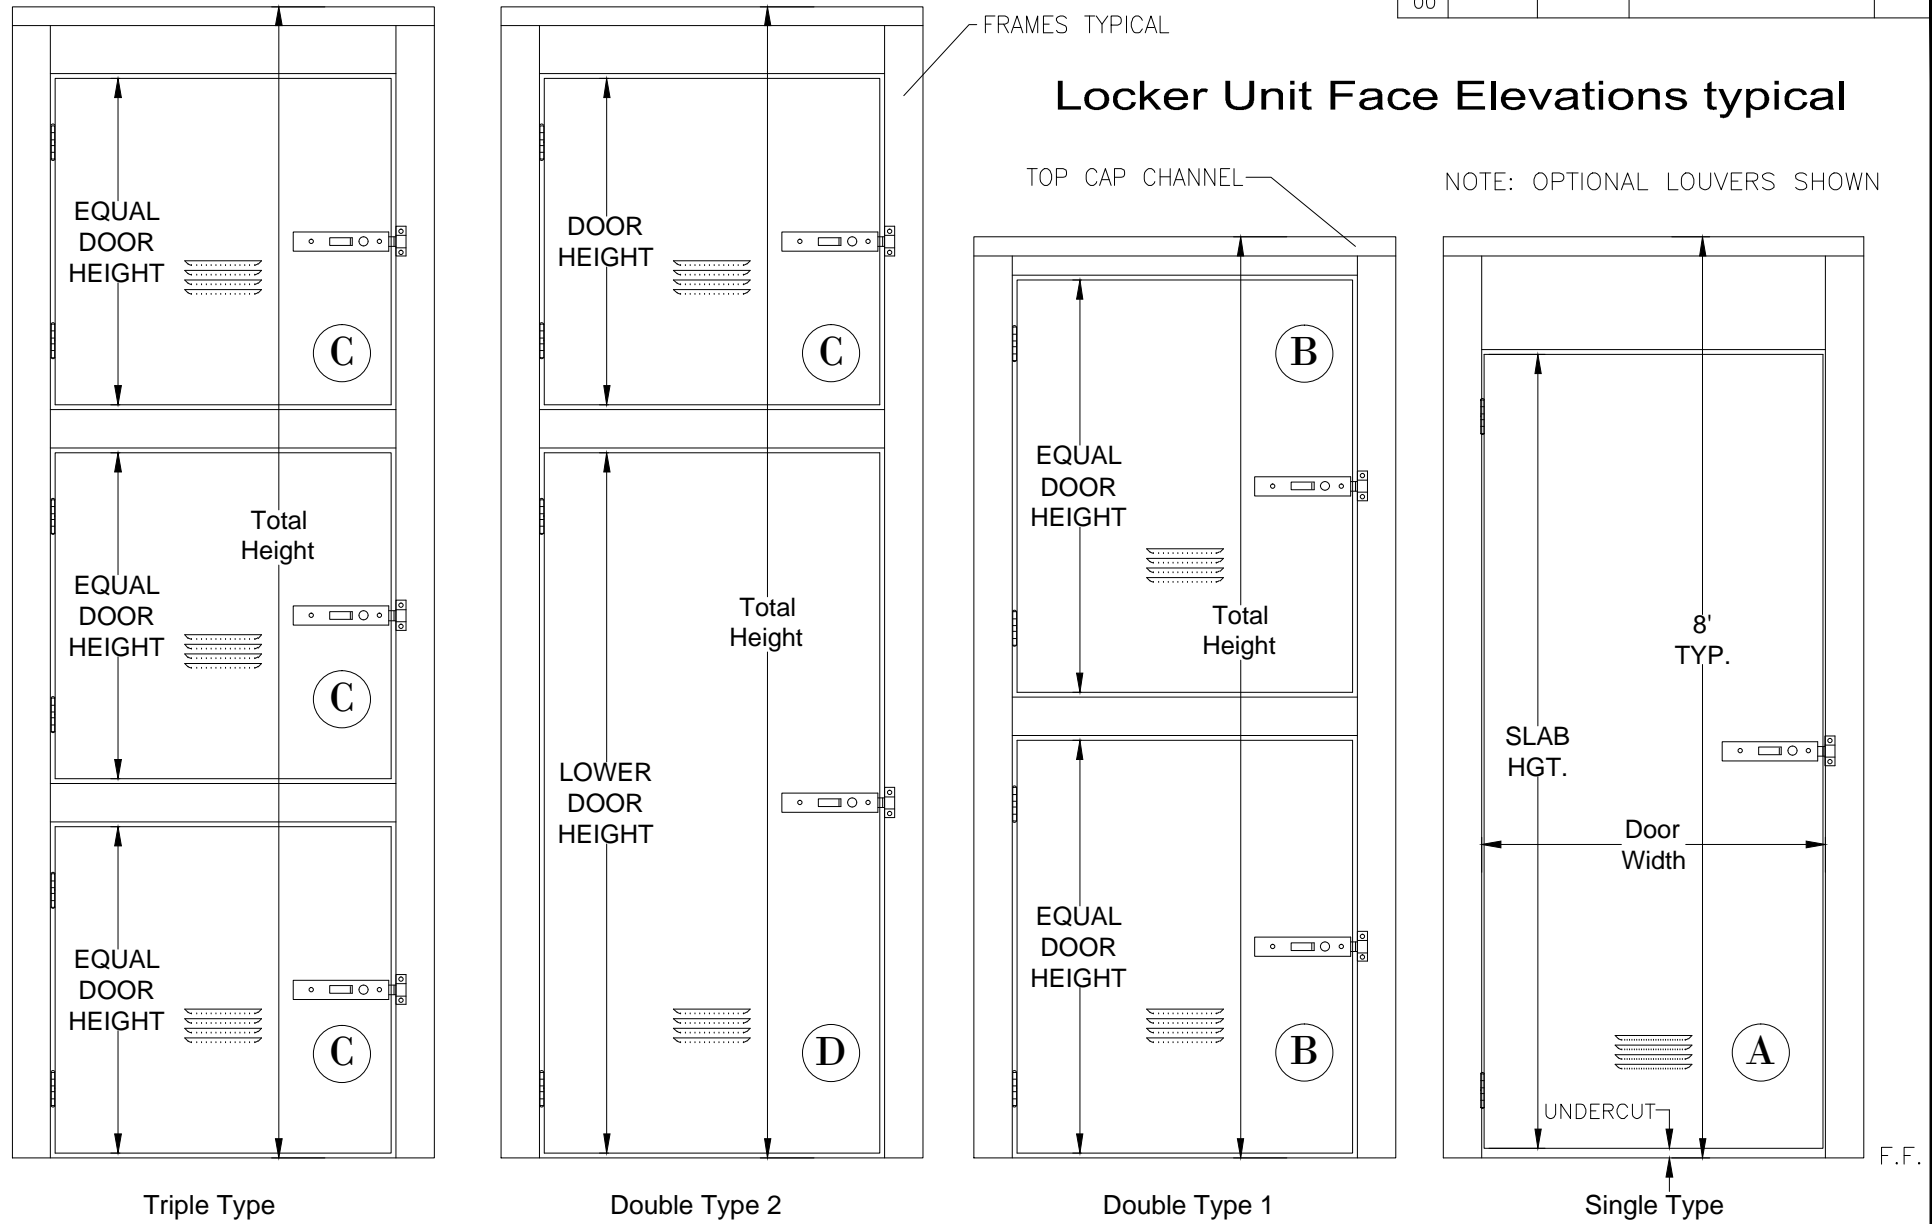 00
FRAMES TYPICAL
Locker Unit Face Elevations typical
TOP CAP CHANNEL
NOTE: OPTIONAL LOUVERS SHOWN
EQUAL
DOOR
HEIGHT
C
Total
Height
EQUAL
DOOR
HEIGHT
C
EQUAL
DOOR
HEIGHT
C
Triple Type
DOOR
HEIGHT
C
Total
Height
LOWER
DOOR
HEIGHT
D
Double Type 2
B
EQUAL
DOOR
HEIGHT
Total
Height
EQUAL
DOOR
HEIGHT
B
Double Type 1
8'
TYP.
SLAB
HGT.
Door
Width
A
UNDERCUT
F.F.
Single Type